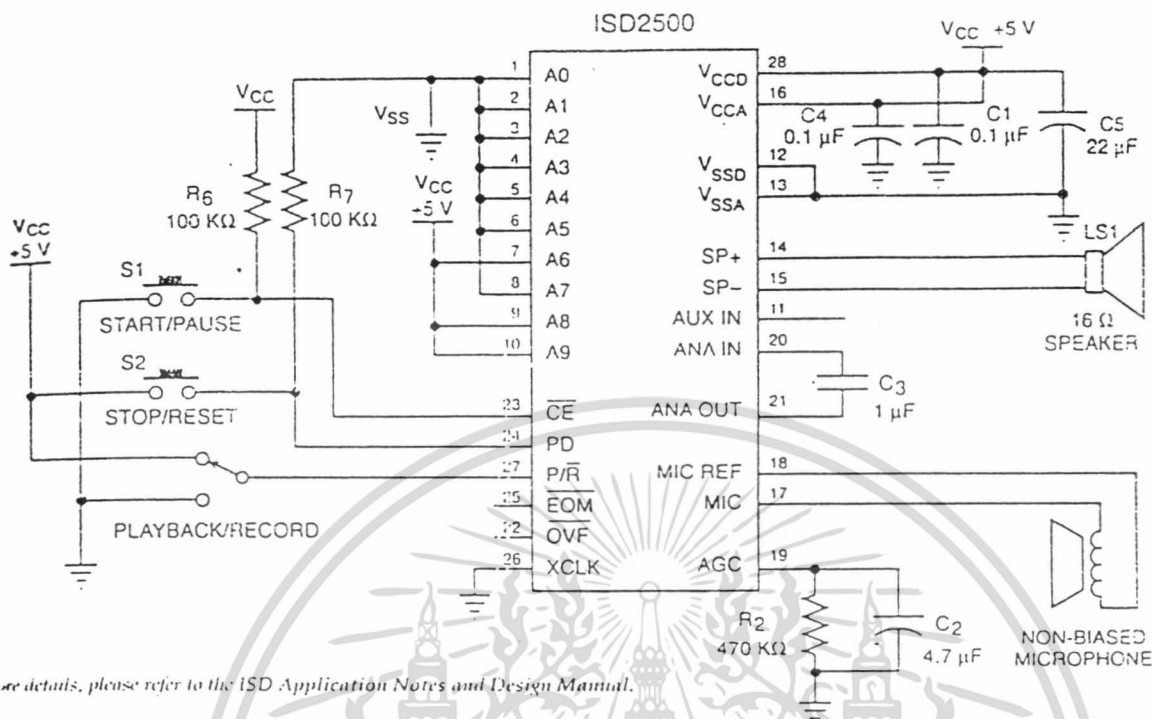 ISD2500
VCC +5 V
1 A0
2 A1
3 A2
4 A3
5 A4
6 A5
7 A6
8 A7
9 A8
10 A9
23 CE
24 PD
27 P/R
25 EOM
22 OVF
26 XCLK
VCCD 28
VCCA 16
VSSD 12
VSSA 13
SP+ 14
SP− 15
AUX IN 11
ANA IN 20
ANA OUT 21
MIC REF 18
MIC 17
AGC 19
VCC
VSS
R6
100 KΩ
R7
100 KΩ
VCC
+5 V
VCC
+5 V
S1
START/PAUSE
S2
STOP/RESET
PLAYBACK/RECORD
C4
0.1 µF
C1
0.1 µF
C5
22 µF
LS1
16 Ω
SPEAKER
C3
1 µF
R2
470 KΩ
C2
4.7 µF
NON-BIASED
MICROPHONE
details, please refer to the ISD Application Notes and Design Manual.